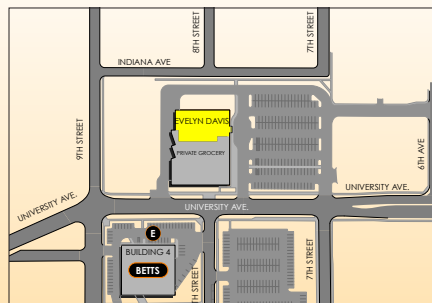 8TH STREET
7TH STREET
INDIANA AVE
EVELYN DAVIS
9TH STREET
PRIVATE GROCERY
6TH AVE
UNIVERSITY AVE.
UNIVERSITY AVE.
UNIVERSITY AVE.
E
BUILDING 4
BETTS
7TH STREET
TH STREET